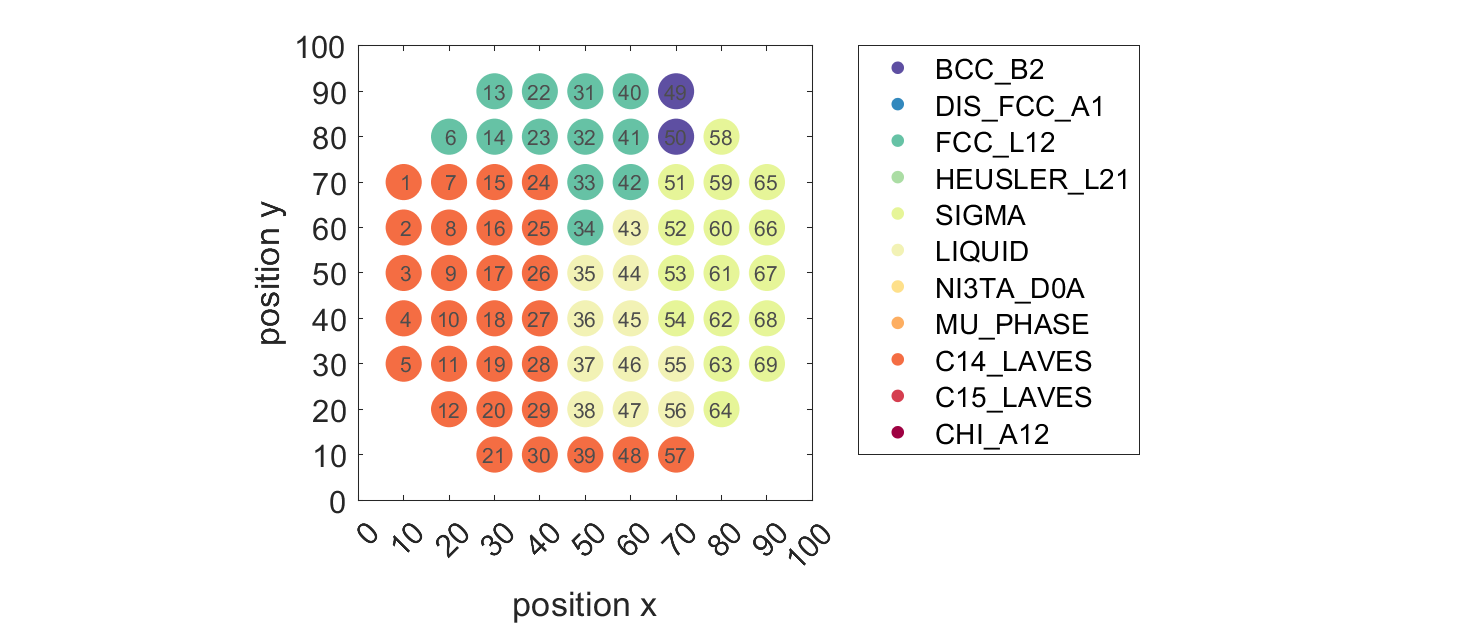 100
90
80
70
60
50
40
30
20
10
0
position y
13 22 31 40 49
6 14 23 32 41 50 58
1 7 15 24 33 42 51 59 65
2 8 16 25 34 43 52 60 66
3 9 17 26 35 44 53 61 67
4 10 18 27 36 45 54 62 68
5 11 19 28 37 46 55 63 69
12 20 29 38 47 56 64
21 30 39 48 57
0 10 20 30 40 50 60 70 80 90 100
position x
BCC_B2
DIS_FCC_A1
FCC_L12
HEUSLER_L21
SIGMA
LIQUID
NI3TA_D0A
MU_PHASE
C14_LAVES
C15_LAVES
CHI_A12